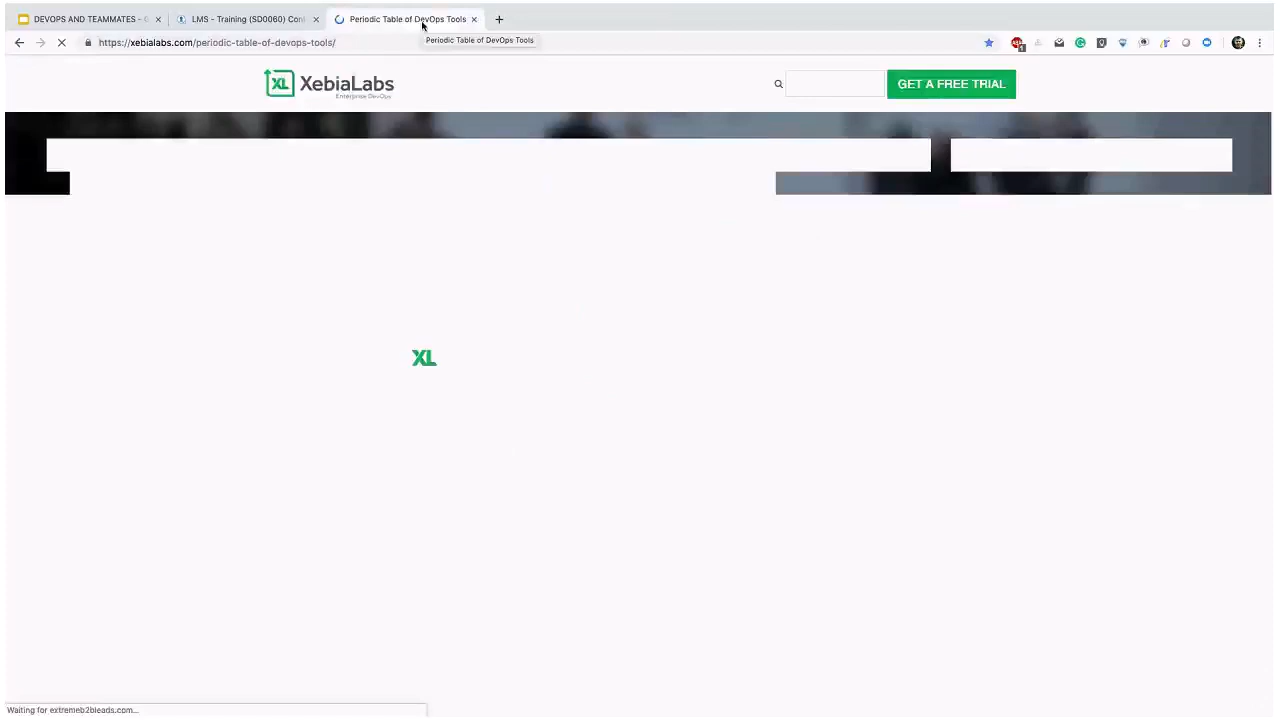 DEVOPS AND TEAMMATES - G
LMS - Training (SD0060) Con
Periodic Table of DevOps Tools
https://xebialabs.com/periodic-table-of-devops-tools/
Periodic Table of DevOps Tools
XL XebiaLabs
Enterprise DevOps
GET A FREE TRIAL
XL
Waiting for extremeb2bleads.com...